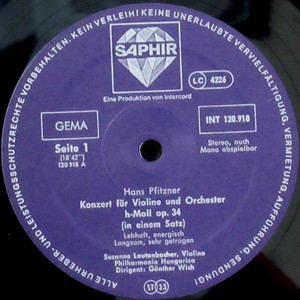 ALLE URHEBER- UND LEISTUNGSSCHUTZRECHTE VORBEHALTEN. KEIN VERLEIH! KEINE UNERLAUBTE VERVIELFÄLTIGUNG, VERMIETUNG, AUFFÜHRUNG, SENDUNG!
SAPHIR
LC 4226
Eine Produktion von Intercord
GEMA
INT 120.918
Seite 1
(18'42")
120 918 A
Stereo, auch
Mono abspielbar
Hans Pfitzner
Konzert für Violine und Orchester
h-Moll op. 34
(in einem Satz)
Lebhaft, energisch
Langsam, sehr getragen
Susanne Lautenbacher, Violine
Philharmonia Hungarica
Dirigent: Günther Wich
ST 33